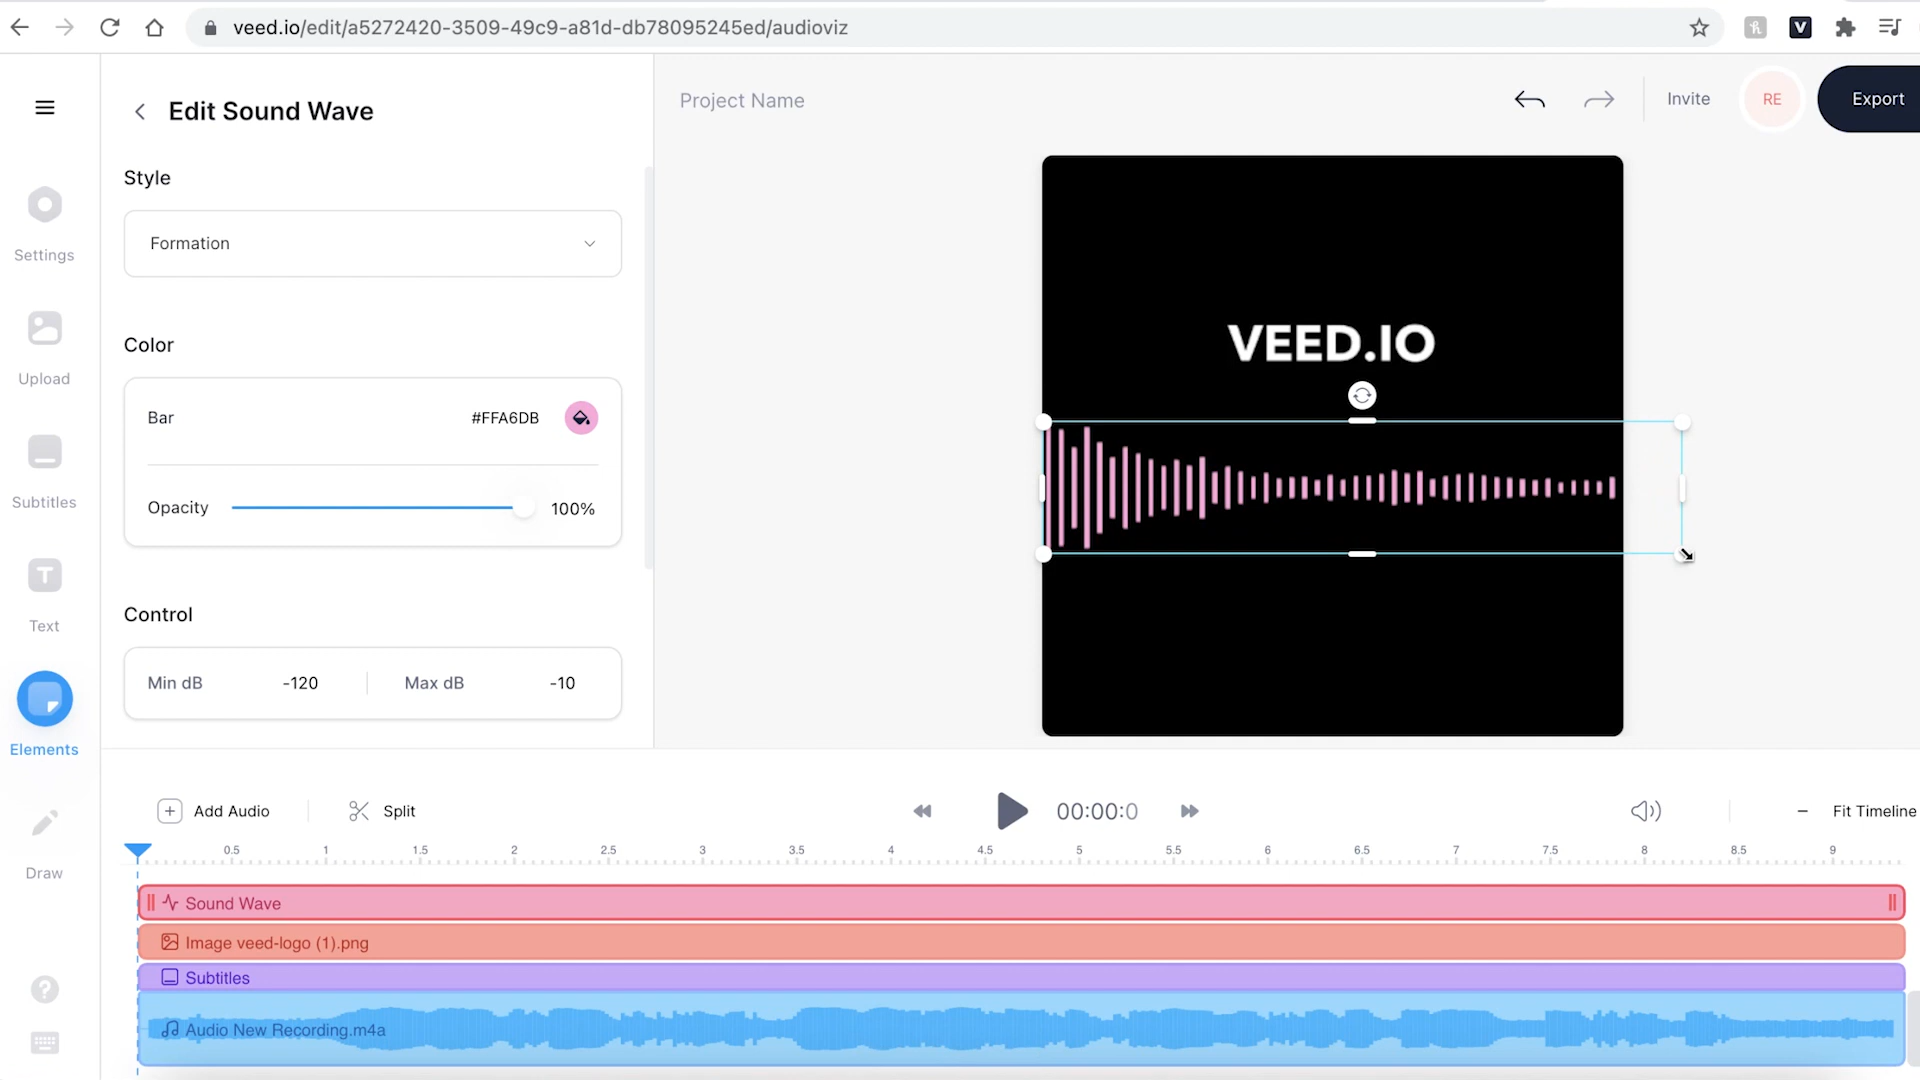 veed.io/edit/a5272420-3509-49c9-a81d-db78095245ed/audioviz
Edit Sound Wave
Project Name
Invite
RE
Export
Style
Formation
Settings
Color
Upload
Bar
#FFA6DB
Opacity
100%
Subtitles
Control
Text
Min dB
-120
Max dB
-10
Elements
VEED.IO
Add Audio
Split
00:00:0
Fit Timeline
0.5 1 1.5 2 2.5 3 3.5 4 4.5 5 5.5 6 6.5 7 7.5 8 8.5 9
Draw
Sound Wave
Image veed-logo (1).png
Subtitles
Audio New Recording.m4a